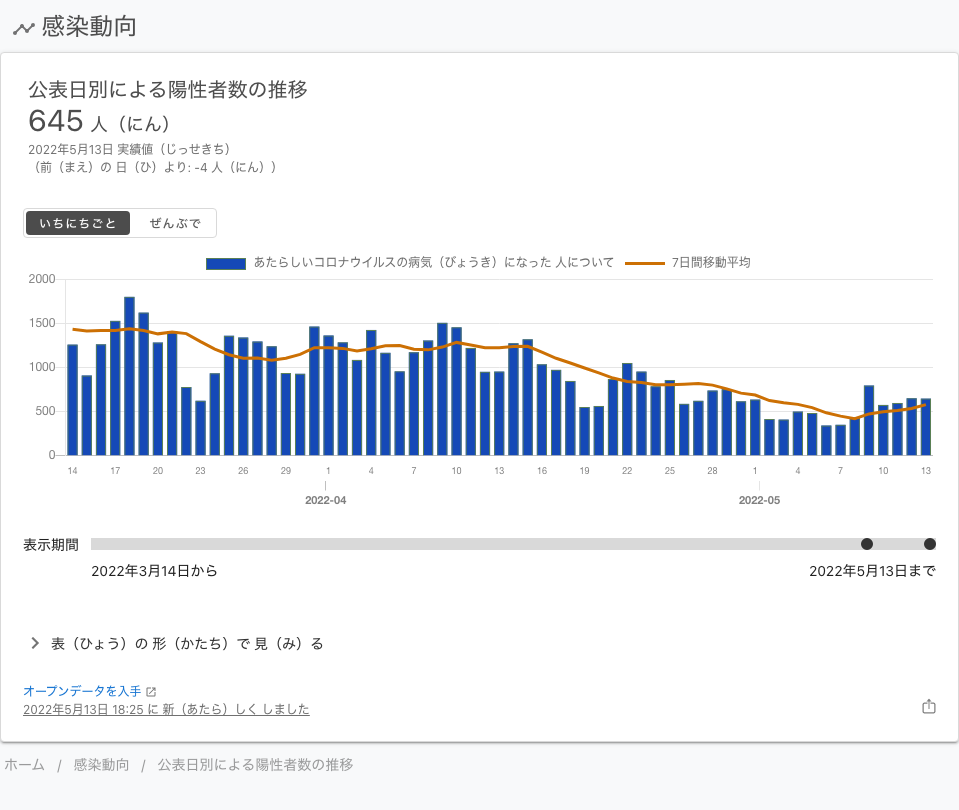 感染動向
公表日別による陽性者数の推移
645 人（にん）
2022年5月13日 実績値（じっせきち）
（前（まえ）の 日（ひ）より: -4 人（にん））
いちにちごと ぜんぶで
あたらしいコロナウイルスの病気（びょうき）になった 人について 7日間移動平均
2000
1500
1000
500
0
14 17 20 23 26 29 1 4 7 10 13 16 19 22 25 28 1 4 7 10 13
2022-04 2022-05
表示期間
2022年3月14日から 2022年5月13日まで
表（ひょう）の 形（かたち）で 見（み）る
オープンデータを入手
2022年5月13日 18:25 に 新（あたら）しく しました
ホーム / 感染動向 / 公表日別による陽性者数の推移